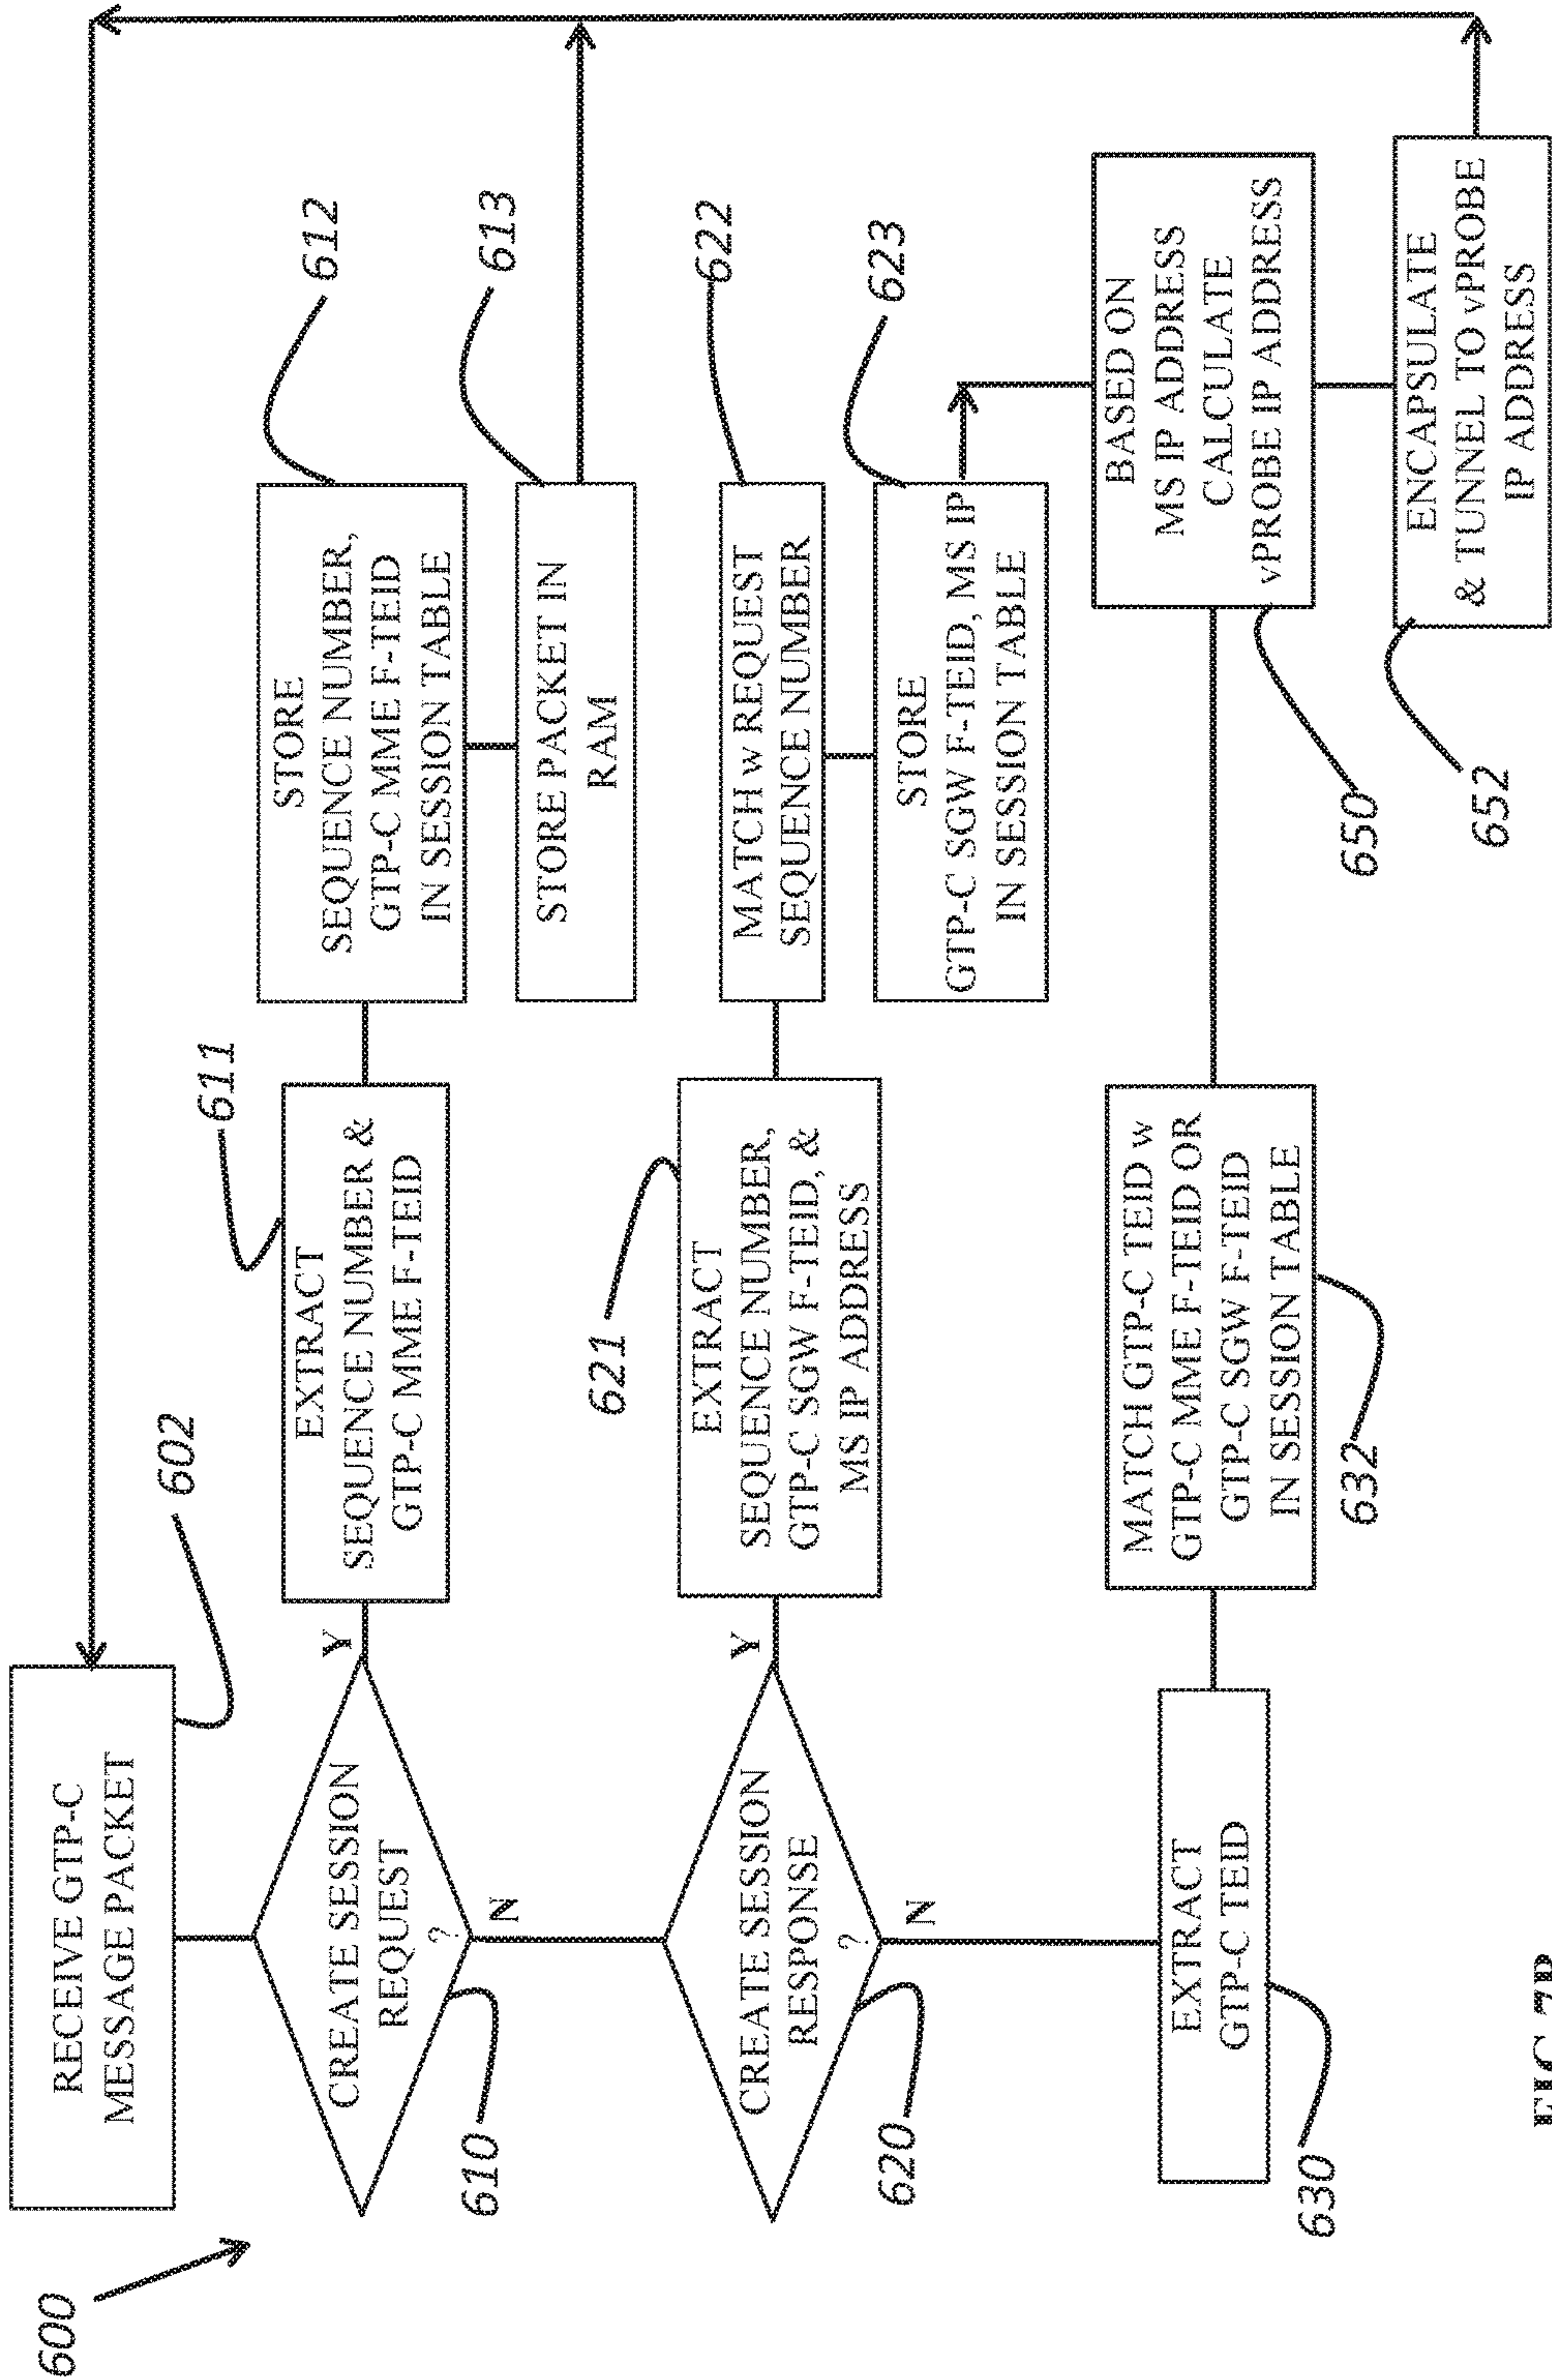 600
RECEIVE GTP-C
MESSAGE PACKET
602
CREATE SESSION
REQUEST
?
610
Y
N
EXTRACT
SEQUENCE NUMBER &
GTP-C MME F-TEID
611
STORE
SEQUENCE NUMBER,
GTP-C MME F-TEID
IN SESSION TABLE
612
STORE PACKET IN
RAM
613
CREATE SESSION
RESPONSE
?
620
Y
N
EXTRACT
SEQUENCE NUMBER,
GTP-C SGW F-TEID, &
MS IP ADDRESS
621
MATCH w REQUEST
SEQUENCE NUMBER
622
STORE
GTP-C SGW F-TEID, MS IP
IN SESSION TABLE
623
EXTRACT
GTP-C TEID
630
MATCH GTP-C TEID w
GTP-C MME F-TEID OR
GTP-C SGW F-TEID
IN SESSION TABLE
632
BASED ON
MS IP ADDRESS
CALCULATE
vPROBE IP ADDRESS
650
ENCAPSULATE
& TUNNEL TO vPROBE
IP ADDRESS
652
FIG 7B